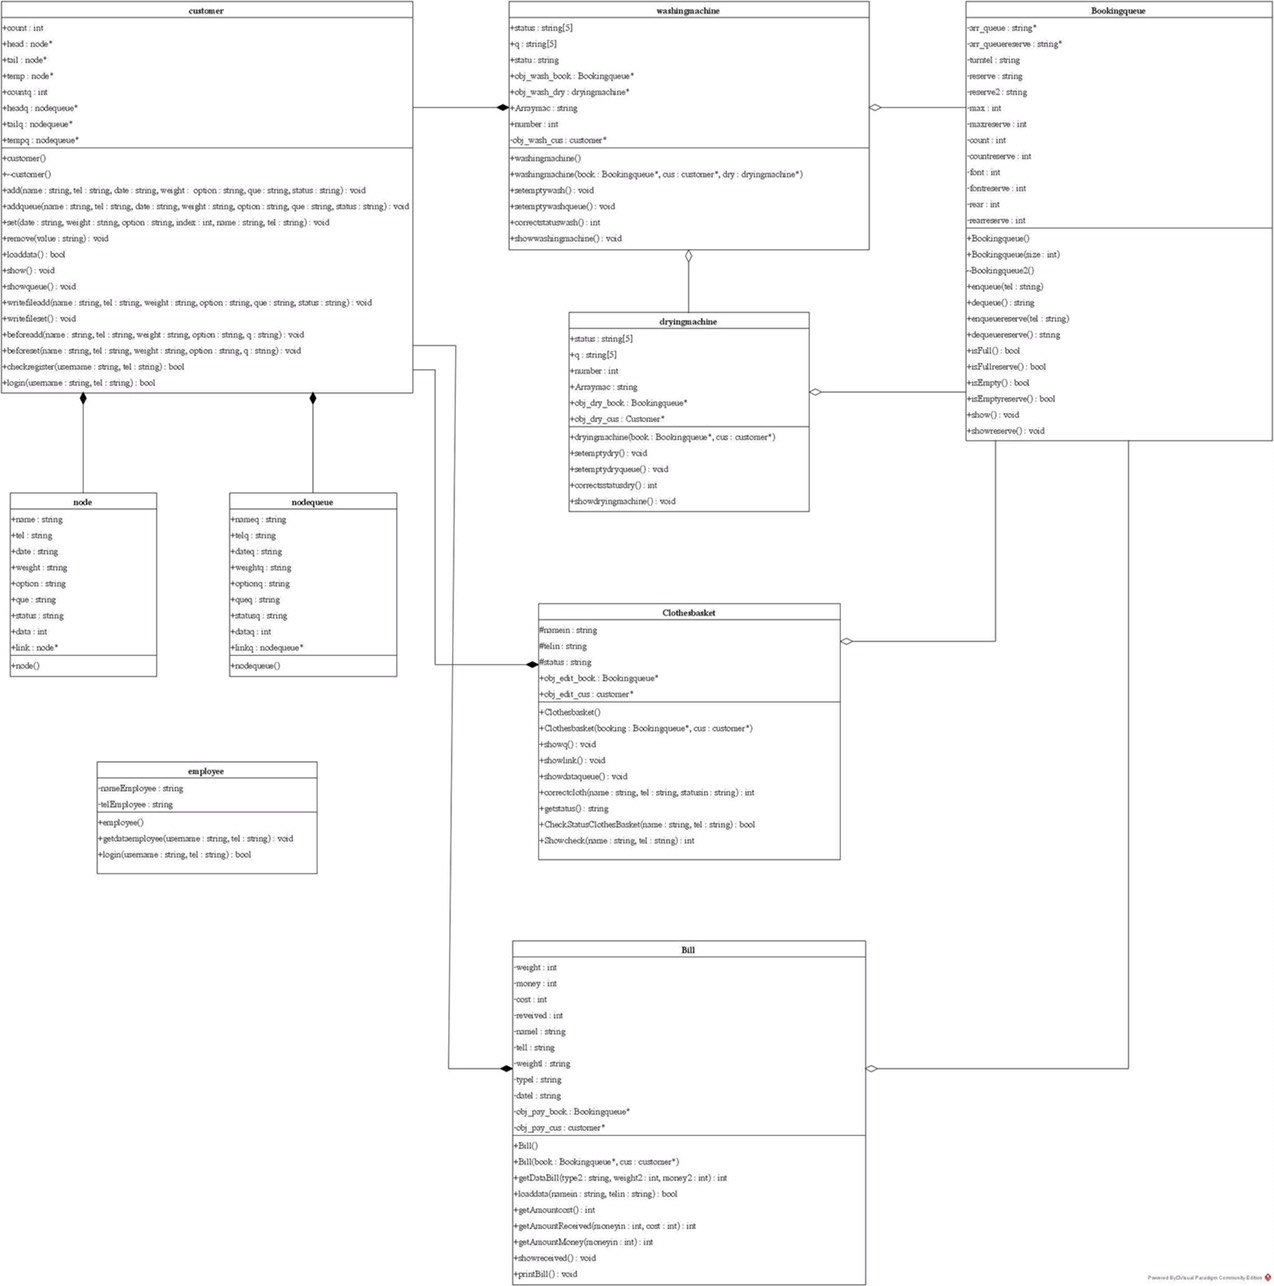 customer
+count : int
+head : node*
+tail : node*
+temp : node*
+countq : int
+headq : nodequeue*
+tailq : nodequeue*
+tempq : nodequeue*
+customer()
+~customer()
+add(name : string, tel : string, date : string, weight : option : string, que : string, status : string) : void
+addqueue(name : string, tel : string, date : string, weight : string, option : string, que : string, status : string) : void
+set(date : string, weight : string, option : string, index : int, name : string, tel : string) : void
+remove(value : string) : void
+loaddata() : bool
+show() : void
+showqueue() : void
+writefileadd(name : string, tel : string, weight : string, option : string, que : string, status : string) : void
+writefileset() : void
+beforeadd(name : string, tel : string, weight : string, option : string, q : string) : void
+beforeset(name : string, tel : string, weight : string, option : string, q : string) : void
+checkregister(username : string, tel : string) : bool
+login(username : string, tel : string) : bool
washingmachine
+status : string[5]
+q : string[5]
+statu : string
+obj_wash_book : Bookingqueue*
+obj_wash_dry : dryingmachine*
+Arraymac : string
+number : int
-obj_wash_cus : customer*
+washingmachine()
+washingmachine(book : Bookingqueue*, cus : customer*, dry : dryingmachine*)
+setemptywash() : void
+setemptywashqueue() : void
+correctstatuswash() : int
+showwashingmachine() : void
Bookingqueue
-arr_queue : string*
-arr_queuereserve : string*
-turntel : string
-reserve : string
-reserve2 : string
-max : int
-maxreserve : int
-count : int
-countreserve : int
-font : int
-fontreserve : int
-rear : int
-rearreserve : int
+Bookingqueue()
+Bookingqueue(size : int)
-~Bookingqueue2()
+enqueue(tel : string)
+dequeue() : string
+enqueuereserve(tel : string)
+dequeuereserve() : string
+isFull() : bool
+isFullreserve() : bool
+isEmpty() : bool
+isEmptyreserve() : bool
+show() : void
+showreserve() : void
dryingmachine
+status : string[5]
+q : string[5]
+number : int
+Arraymac : string
+obj_dry_book : Bookingqueue*
+obj_dry_cus : Customer*
+dryingmachine(book : Bookingqueue*, cus : customer*)
+setemptydry() : void
+setemptydryqueue() : void
+correctsstatusdry() : int
+showdryingmachine() : void
node
+name : string
+tel : string
+date : string
+weight : string
+option : string
+que : string
+status : string
+data : int
+link : node*
+node()
nodequeue
+nameq : string
+telq : string
+dateq : string
+weightq : string
+optionq : string
+queq : string
+statusq : string
+dataq : int
+linkq : nodequeue*
+nodequeue()
Clothesbasket
#namein : string
#telin : string
#status : string
+obj_edit_book : Bookingqueue*
+obj_edit_cus : customer*
+Clothesbasket()
+Clothesbasket(booking : Bookingqueue*, cus : customer*)
+showq() : void
+showlink() : void
+showdataqueue() : void
+correctcloth(name : string, tel : string, statusin : string) : int
+getstatus() : string
+CheckStatusClothesBasket(name : string, tel : string) : bool
+Showcheck(name : string, tel : string) : int
employee
-nameEmployee : string
-telEmployee : string
+employee()
+getdataemployee(username : string, tel : string) : void
+login(username : string, tel : string) : bool
Bill
-weight : int
-money : int
-cost : int
-reveived : int
-namel : string
-tell : string
-weightl : string
-typel : string
-datel : string
-obj_pay_book : Bookingqueue*
-obj_pay_cus : customer*
+Bill()
+Bill(book : Bookingqueue*, cus : customer*)
+getDataBill(type2 : string, weight2 : int, money2 : int) : int
+loaddata(namein : string, telin : string) : bool
+getAmountcost() : int
+getAmountReceived(moneyin : int, cost : int) : int
+getAmountMoney(moneyin : int) : int
+showreceived() : void
+printBill() : void
Powered By Visual Paradigm Community Edition